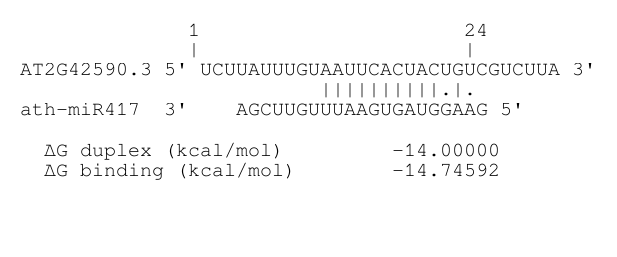 1 24
| |
AT2G42590.3 5' UCUUAUUUGUAAUUCACUACUGUCGUCUUA 3'
||||||||||.|.
ath-miR417 3' AGCUUGUUUAAGUGAUGGAAG 5'
ΔG duplex (kcal/mol) -14.00000
ΔG binding (kcal/mol) -14.74592